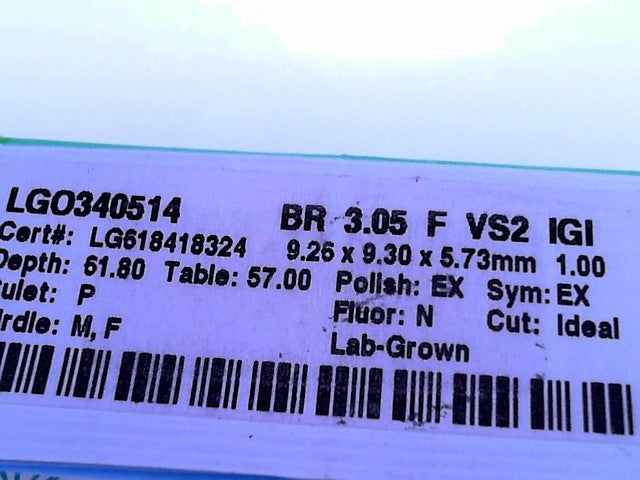 LGO340514 BR 3.05 F VS2 IGI
Cert#: LG618418324 9.26 x 9.30 x 5.73mm 1.00
Depth: 61.80 Table: 57.00 Polish: EX Sym: EX
ulet: P Fluor: N Cut: Ideal
irdle: M, F Lab-Grown